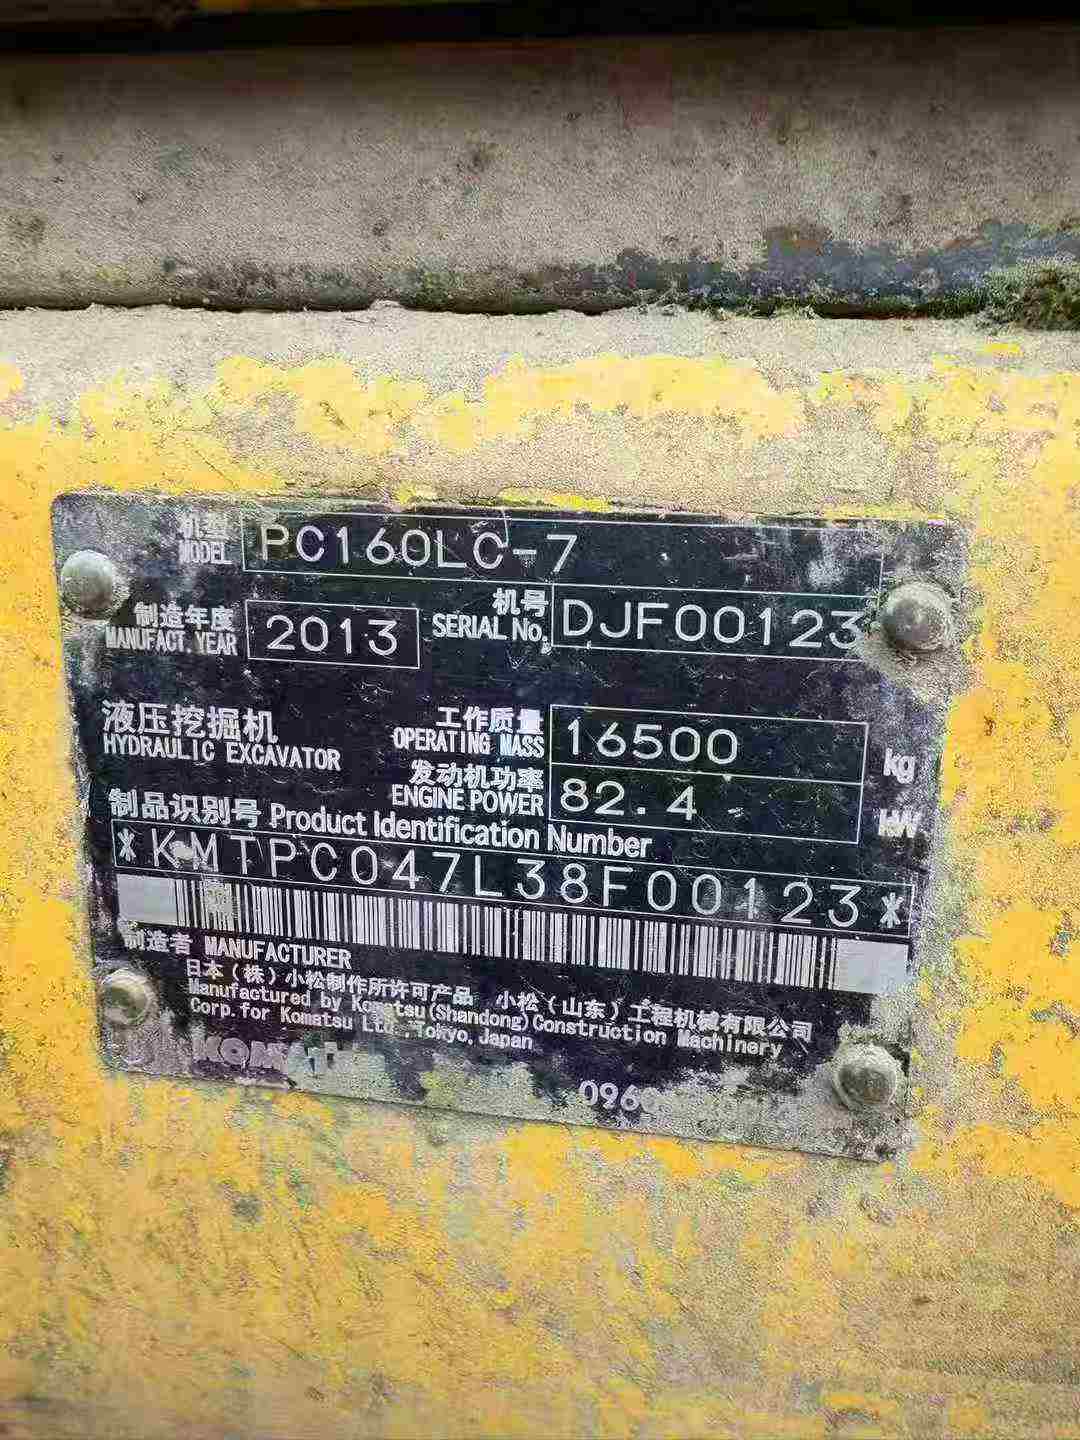 机型
MODEL PC160LC-7
制造年度 机号
MANUFACT. YEAR 2013 SERIAL No. DJF00123
液压挖掘机 工作质量
HYDRAULIC EXCAVATOR OPERATING MASS 16500 kg
发动机功率
ENGINE POWER 82.4 kW
制品识别号 Product Identification Number
*KMTPC047L38F00123*
制造者 MANUFACTURER
日本（株）小松制作所许可产品 小松（山东）工程机械有限公司
Manufactured by Komatsu(Shandong)Construction Machinery
Corp. for Komatsu Ltd. Tokyo, Japan